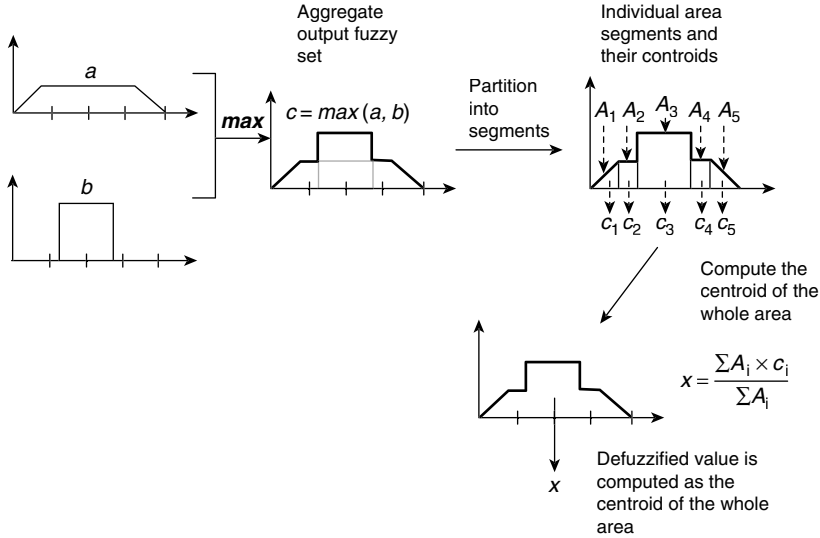 Aggregate
output fuzzy
set
Individual area
segments and
their controids
a
max
c = max (a, b)
Partition
into
segments
A1 A2 A3 A4 A5
b
c1 c2 c3 c4 c5
Compute the
centroid of the
whole area
x = ΣAi × ci / ΣAi
x
Defuzzified value is
computed as the
centroid of the whole
area